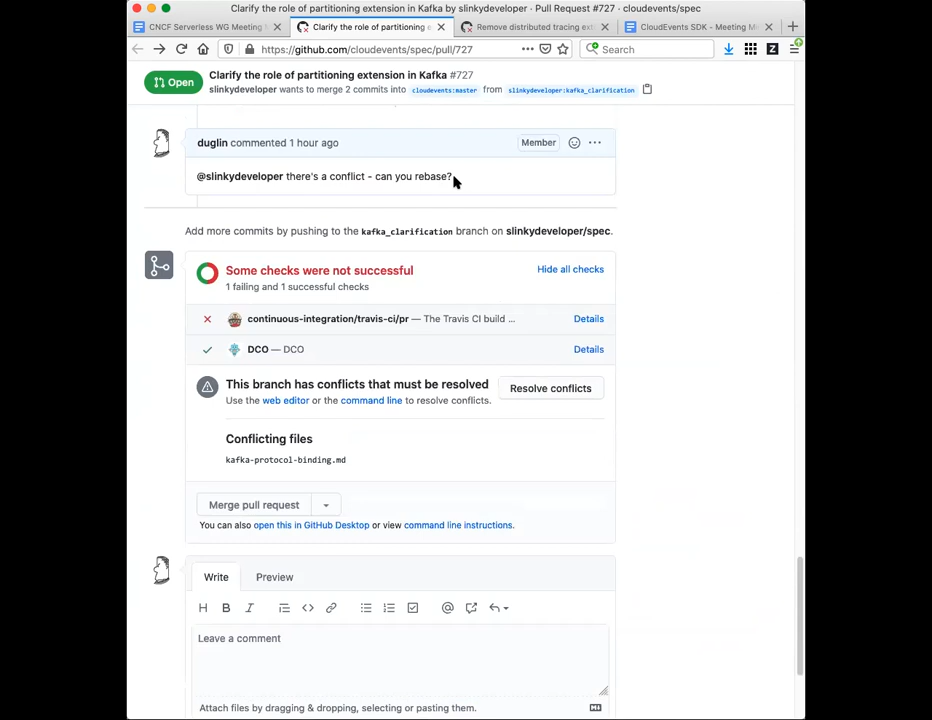 Clarify the role of partitioning extension in Kafka by slinkydeveloper · Pull Request #727 · cloudevents/spec
CNCF Serverless WG Meeting
Clarify the role of partitioning e
Remove distributed tracing ext
CloudEvents SDK - Meeting Mi
https://github.com/cloudevents/spec/pull/727
Search
Open
Clarify the role of partitioning extension in Kafka #727
slinkydeveloper wants to merge 2 commits into cloudevents:master from slinkydeveloper:kafka_clarification
duglin commented 1 hour ago
Member
@slinkydeveloper there's a conflict - can you rebase?
Add more commits by pushing to the kafka_clarification branch on slinkydeveloper/spec.
Some checks were not successful
Hide all checks
1 failing and 1 successful checks
continuous-integration/travis-ci/pr — The Travis CI build ...
Details
DCO — DCO
Details
This branch has conflicts that must be resolved
Resolve conflicts
Use the web editor or the command line to resolve conflicts.
Conflicting files
kafka-protocol-binding.md
Merge pull request
You can also open this in GitHub Desktop or view command line instructions.
Write
Preview
H B I
Leave a comment
Attach files by dragging & dropping, selecting or pasting them.